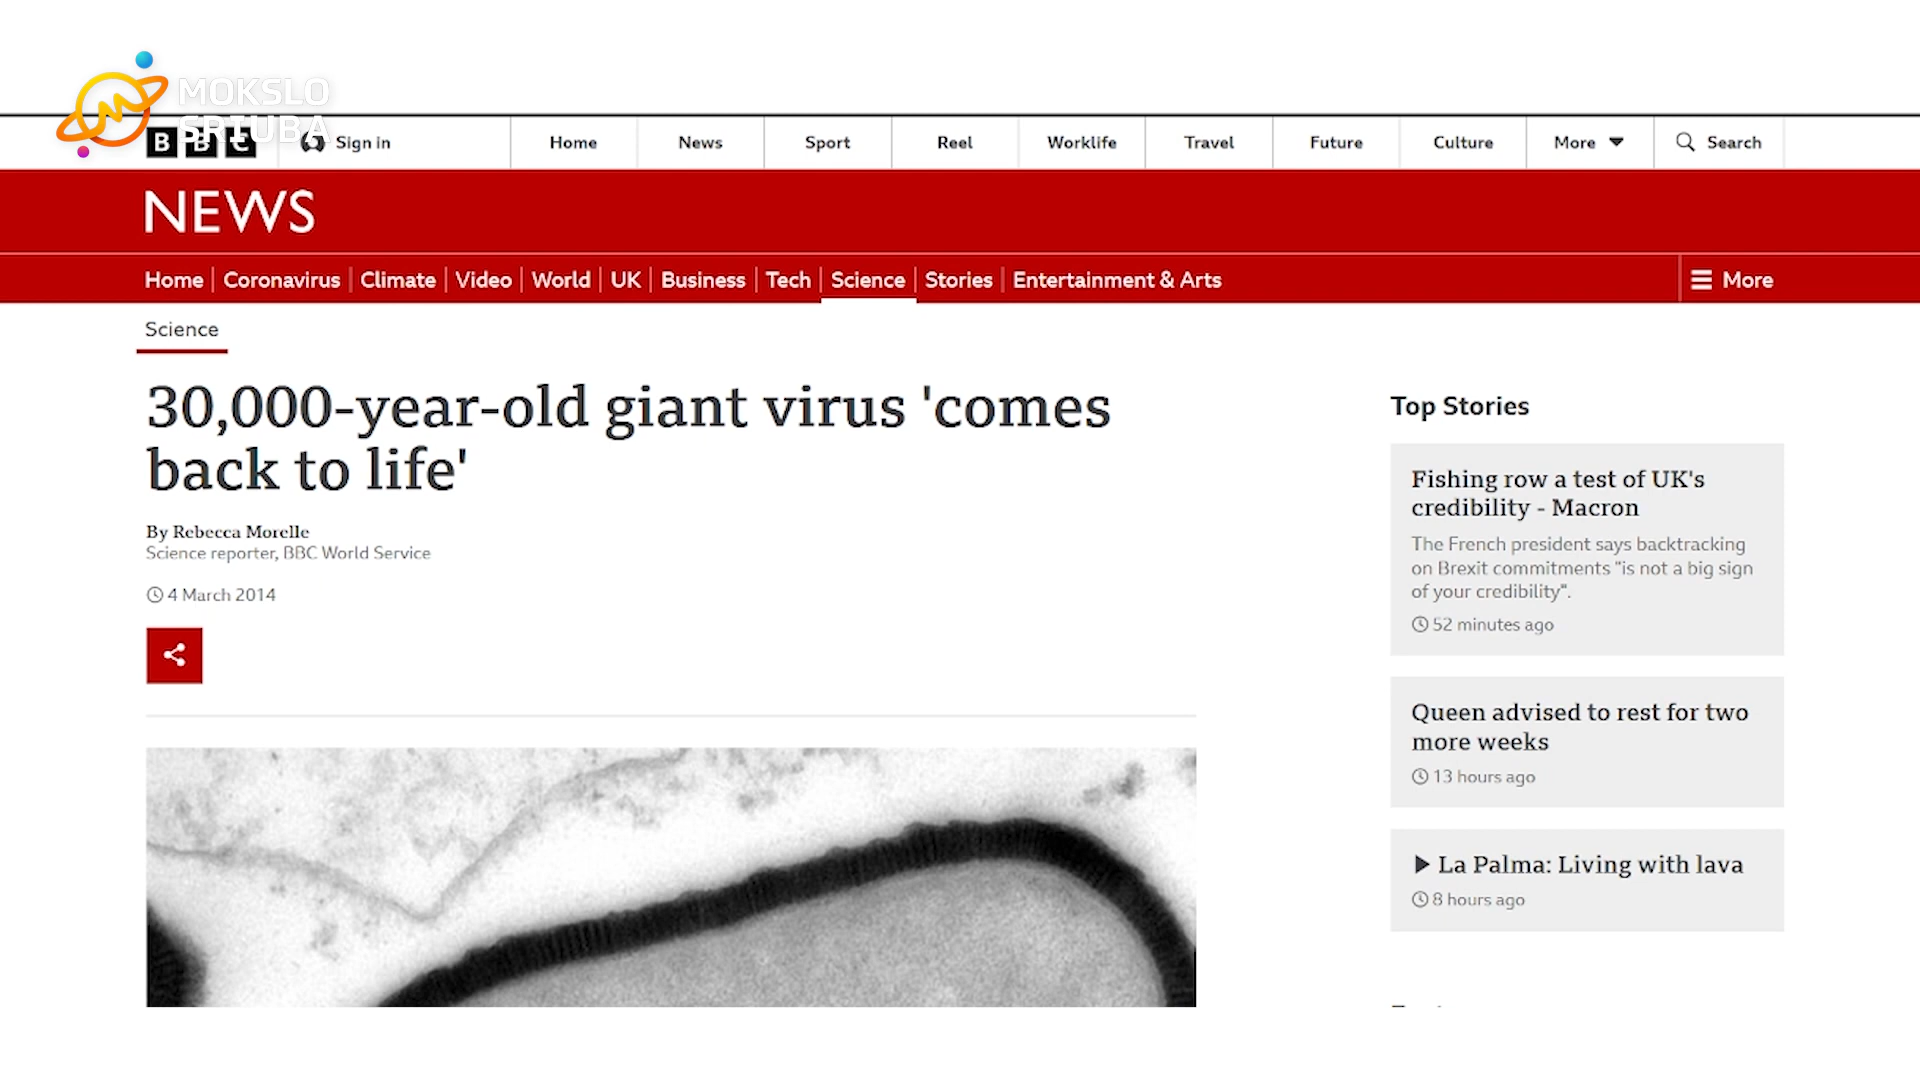 MOKSLO
SRIUBA
BBC
Sign in
Home
News
Sport
Reel
Worklife
Travel
Future
Culture
More
Search
NEWS
Home
Coronavirus
Climate
Video
World
UK
Business
Tech
Science
Stories
Entertainment & Arts
More
Science
30,000-year-old giant virus 'comes
back to life'
By Rebecca Morelle
Science reporter, BBC World Service
4 March 2014
Top Stories
Fishing row a test of UK's
credibility - Macron
The French president says backtracking
on Brexit commitments "is not a big sign
of your credibility".
52 minutes ago
Queen advised to rest for two
more weeks
13 hours ago
La Palma: Living with lava
8 hours ago